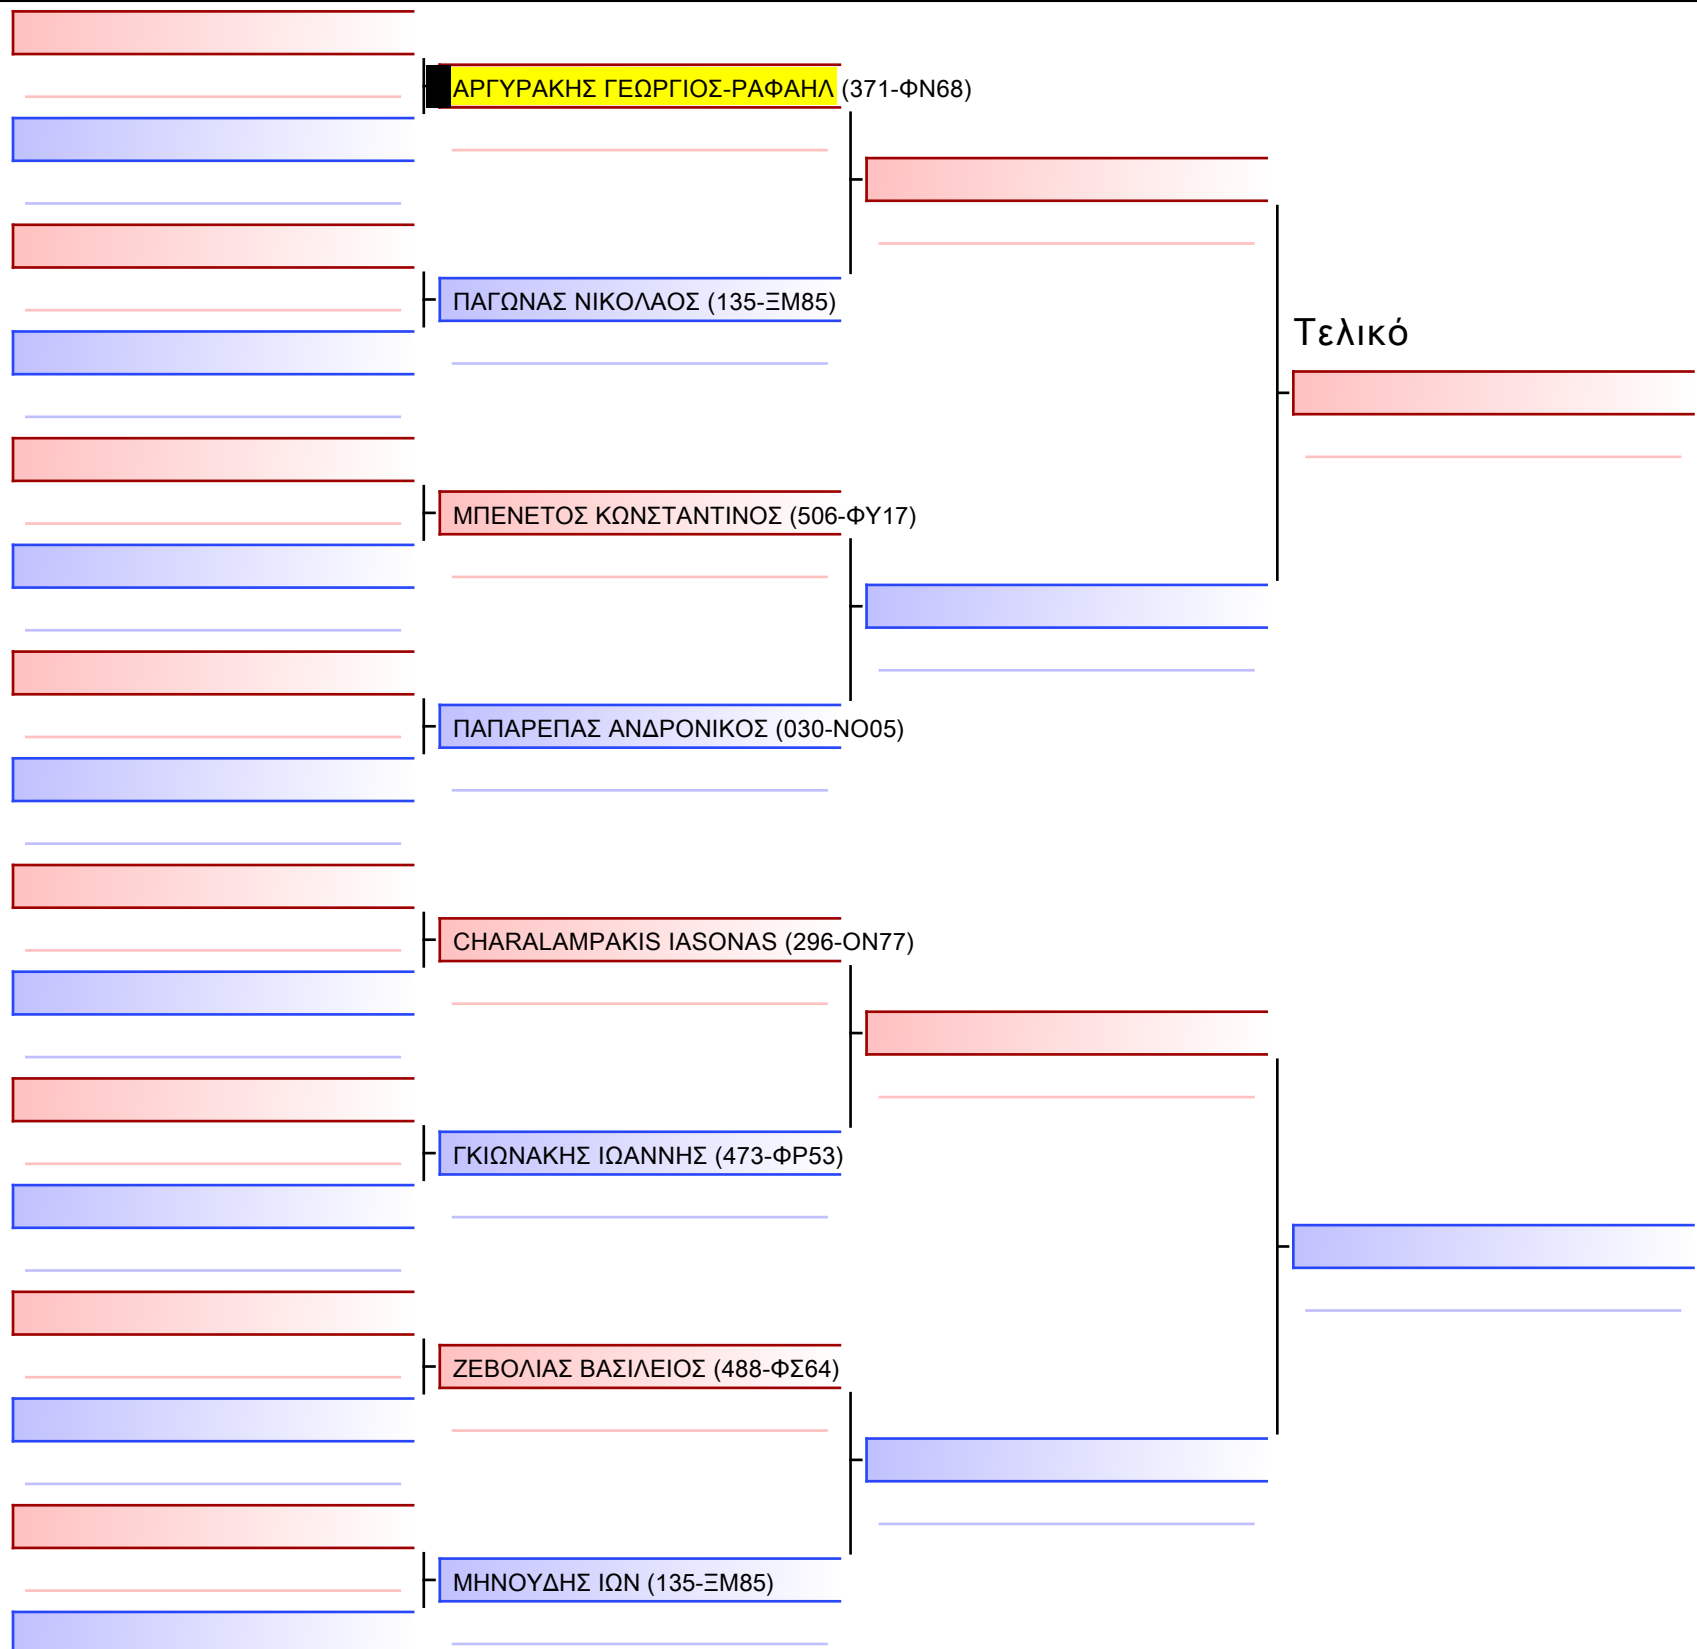 ΑΡΓΥΡΑΚΗΣ ΓΕΩΡΓΙΟΣ-ΡΑΦΑΗΛ (371-ΦΝ68)
ΠΑΓΩΝΑΣ ΝΙΚΟΛΑΟΣ (135-ΞΜ85)
Τελικό
ΜΠΕΝΕΤΟΣ ΚΩΝΣΤΑΝΤΙΝΟΣ (506-ΦΥ17)
ΠΑΠΑΡΕΠΑΣ ΑΝΔΡΟΝΙΚΟΣ (030-ΝΟ05)
CHARALAMPAKIS IASONAS (296-ΟΝ77)
ΓΚΙΩΝΑΚΗΣ ΙΩΑΝΝΗΣ (473-ΦΡ53)
ΖΕΒΟΛΙΑΣ ΒΑΣΙΛΕΙΟΣ (488-ΦΣ64)
ΜΗΝΟΥΔΗΣ ΙΩΝ (135-ΞΜ85)